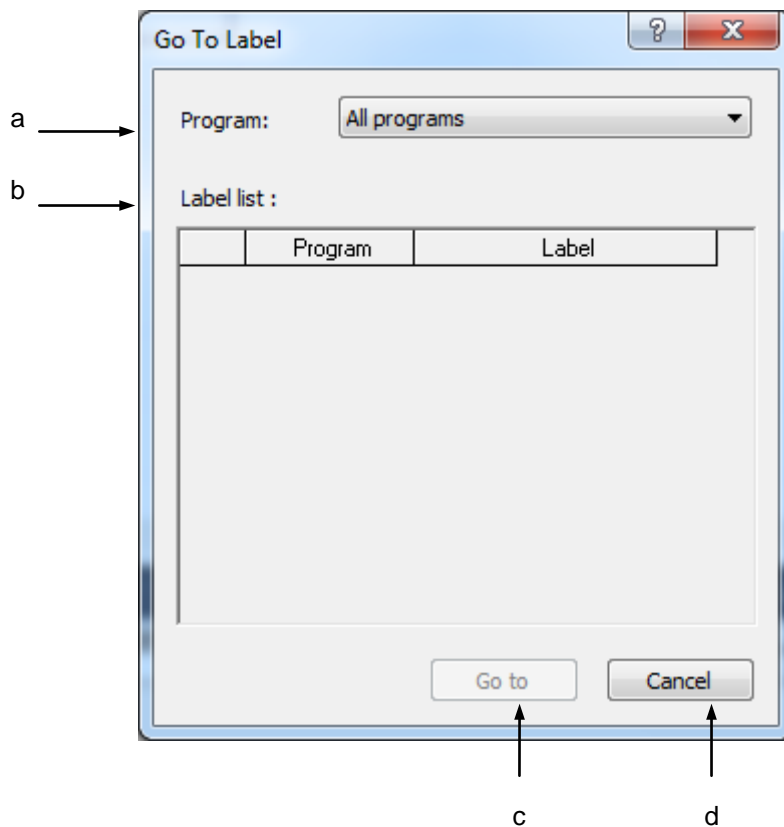 Go To Label
a
Program: All programs
b
Label list :
Program Label
Go to Cancel
c d